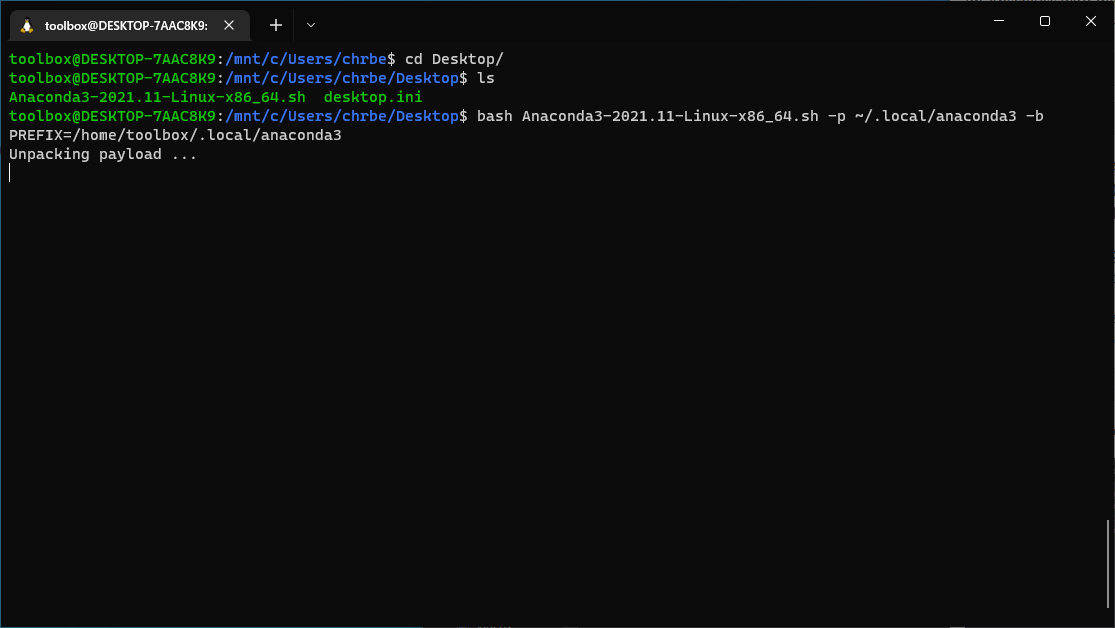 toolbox@DESKTOP-7AAC8K9:
toolbox@DESKTOP-7AAC8K9:/mnt/c/Users/chrbe$ cd Desktop/
toolbox@DESKTOP-7AAC8K9:/mnt/c/Users/chrbe/Desktop$ ls
Anaconda3-2021.11-Linux-x86_64.sh  desktop.ini
toolbox@DESKTOP-7AAC8K9:/mnt/c/Users/chrbe/Desktop$ bash Anaconda3-2021.11-Linux-x86_64.sh -p ~/.local/anaconda3 -b
PREFIX=/home/toolbox/.local/anaconda3
Unpacking payload ...